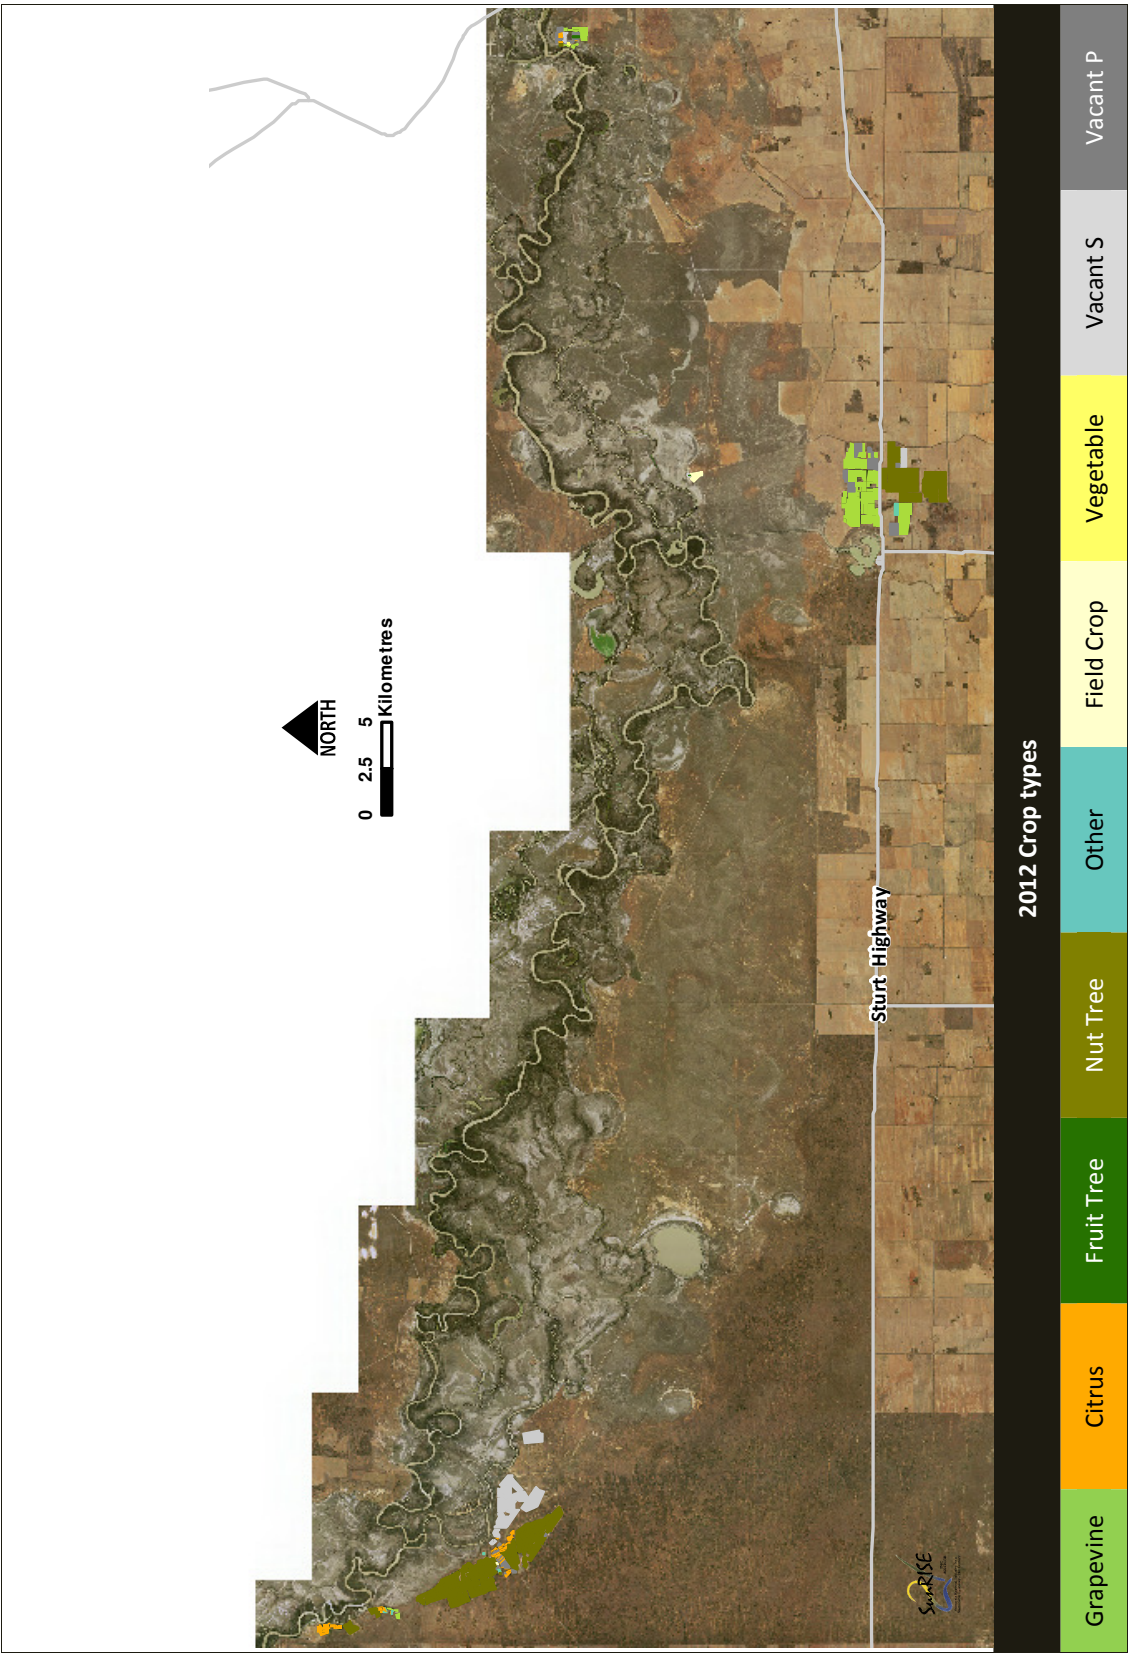 NORTH
0 2.5 5
Kilometres
Sturt Highway
SunRISE
2012 Crop types
Grapevine
Citrus
Fruit Tree
Nut Tree
Other
Field Crop
Vegetable
Vacant S
Vacant P